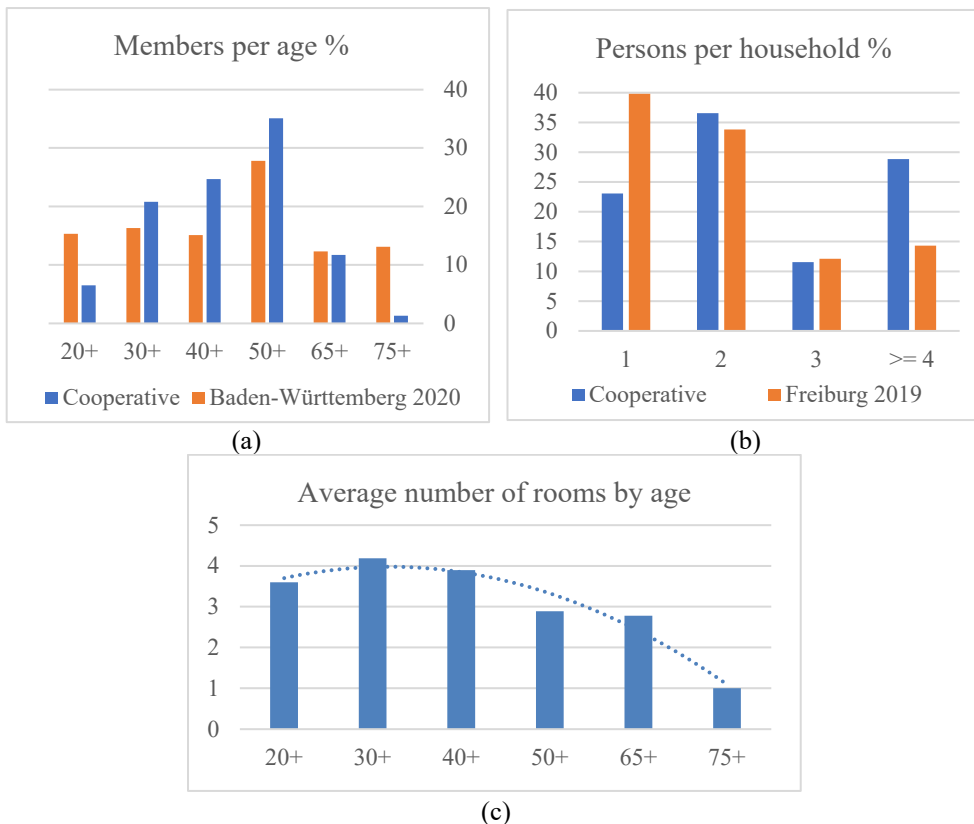 Members per age %
40
30
20
10
0
20+ 30+ 40+ 50+ 65+ 75+
Cooperative Baden-Württemberg 2020
(a)
Persons per household %
40
35
30
25
20
15
10
5
0
1 2 3 >= 4
Cooperative Freiburg 2019
(b)
Average number of rooms by age
5
4
3
2
1
0
20+ 30+ 40+ 50+ 65+ 75+
(c)